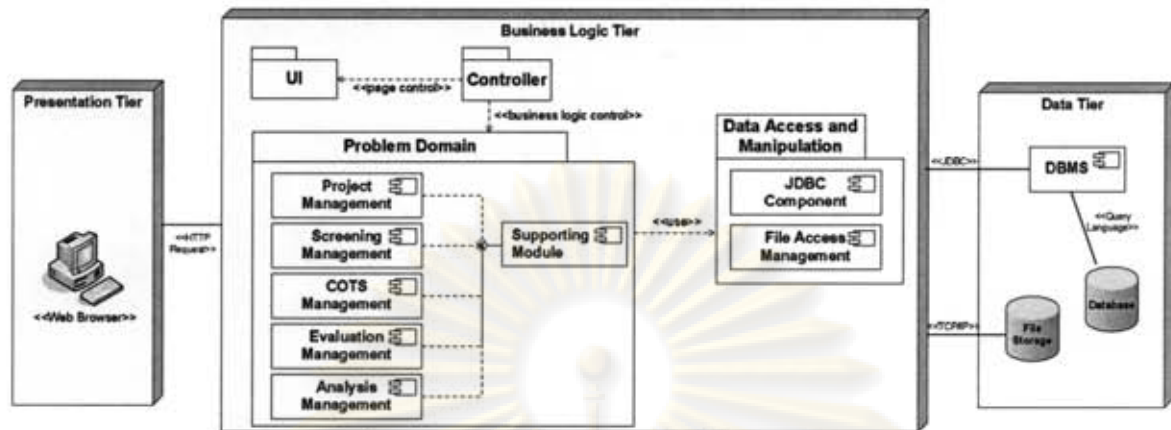 Business Logic Tier
UI
Controller
<<page control>>
<<business logic control>>
Presentation Tier
<<Web Browser>>
<<HTTP
Request>>
Problem Domain
Project
Management
Screening
Management
COTS
Management
Evaluation
Management
Analysis
Management
Supporting
Module
<<use>>
Data Access and
Manipulation
JDBC
Component
File Access
Management
<<JDBC>>
<<TCP/IP>>
Data Tier
DBMS
<<Query
Language>>
Database
File
Storage